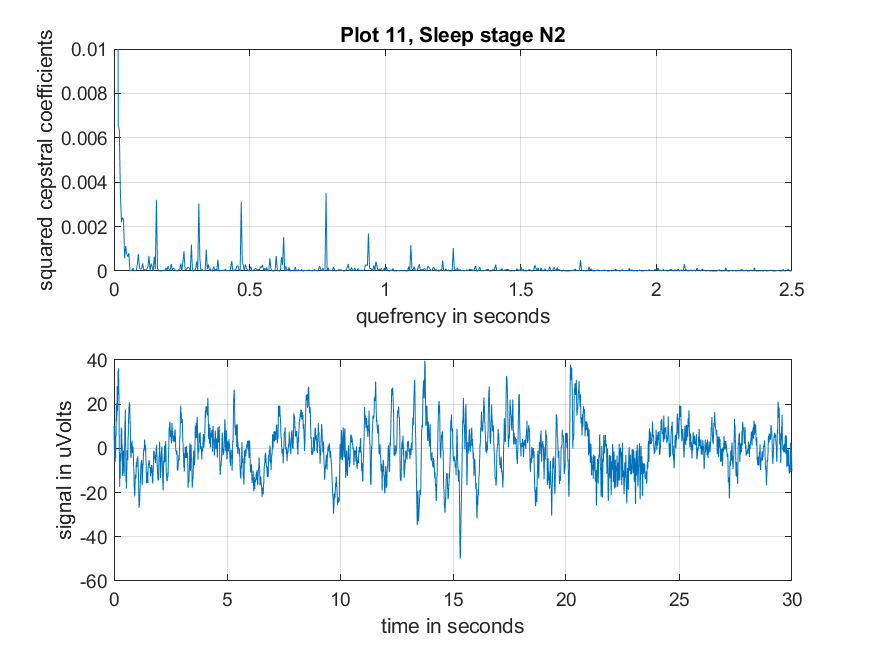 Plot 11, Sleep stage N2
squared cepstral coefficients
0.01
0.008
0.006
0.004
0.002
0
0 0.5 1 1.5 2 2.5
quefrency in seconds
signal in uVolts
40
20
0
-20
-40
-60
0 5 10 15 20 25 30
time in seconds